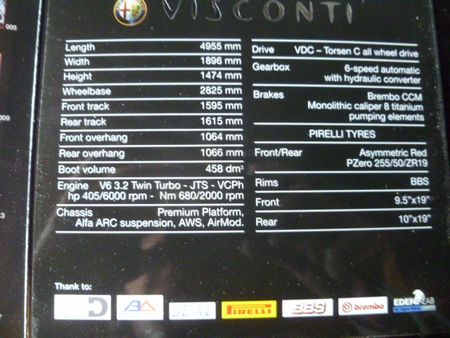 VISCONTI
Length 4955 mm
Width 1896 mm
Height 1474 mm
Wheelbase 2825 mm
Front track 1595 mm
Rear track 1615 mm
Front overhang 1064 mm
Rear overhang 1066 mm
Boot volume 458 dm³
Engine V6 3.2 Twin Turbo - JTS - VCPh
hp 405/6000 rpm - Nm 680/2000 rpm
Chassis Premium Platform,
Alfa ARC suspension, AWS, AirMod.
Drive VDC – Torsen C all wheel drive
Gearbox 6-speed automatic
with hydraulic converter
Brakes Brembo CCM
Monolithic caliper 8 titanium
pumping elements
PIRELLI TYRES
Front/Rear Asymmetric Red
PZero 255/50/ZR19
Rims BBS
Front 9.5"x19"
Rear 10"x19"
Thank to:
PIRELLI
BBS
brembo
005
009